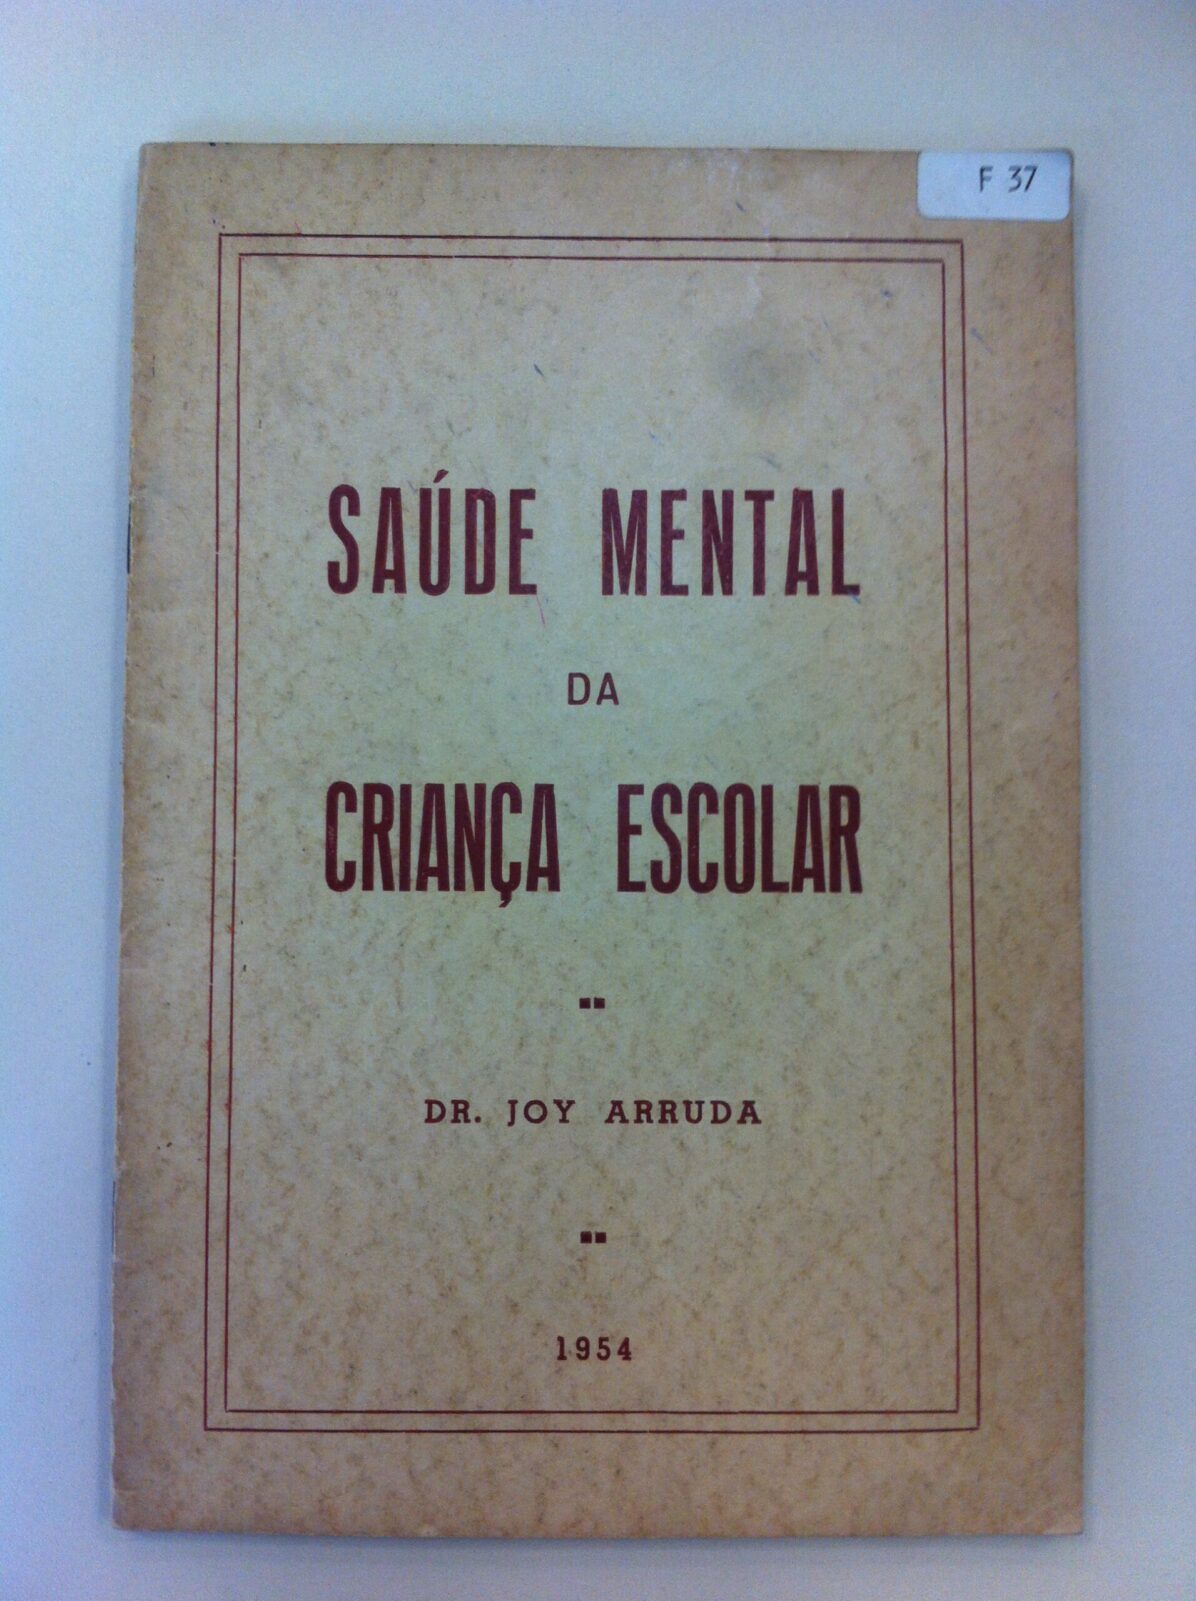 F 37
SAÚDE MENTAL
DA
CRIANÇA ESCOLAR
DR. JOY ARRUDA
1954